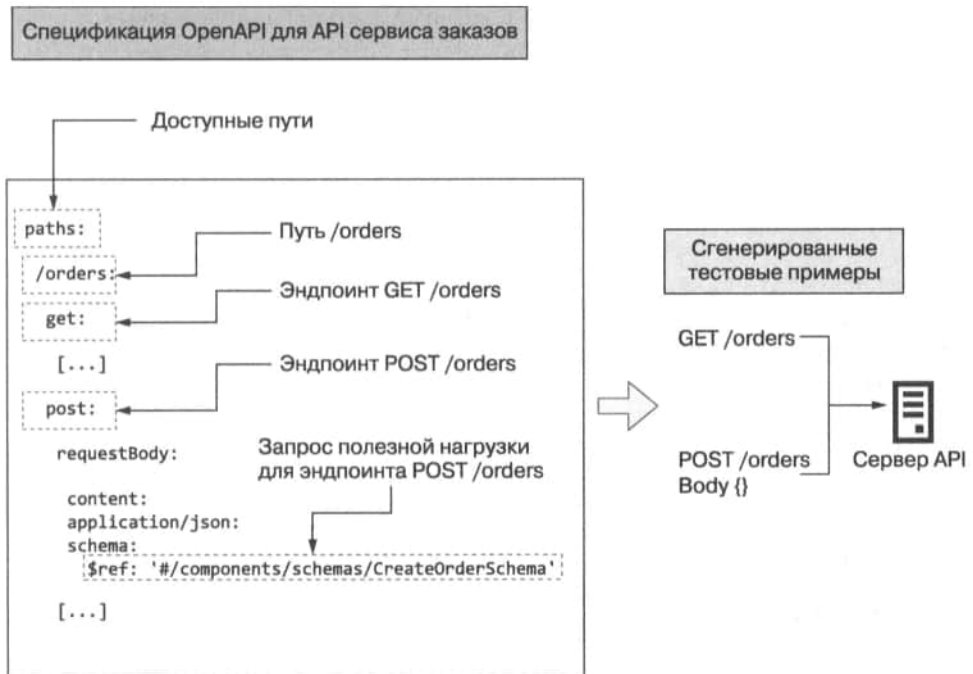 Спецификация OpenAPI для API сервиса заказов
Доступные пути
paths:
Путь /orders
/orders:
Эндпоинт GET /orders
get:
[...]
Эндпоинт POST /orders
post:
requestBody:
Запрос полезной нагрузки
для эндпоинта POST /orders
content:
application/json:
schema:
$ref: '#/components/schemas/CreateOrderSchema'
[...]
Сгенерированные
тестовые примеры
GET /orders
POST /orders
Body {}
Сервер API